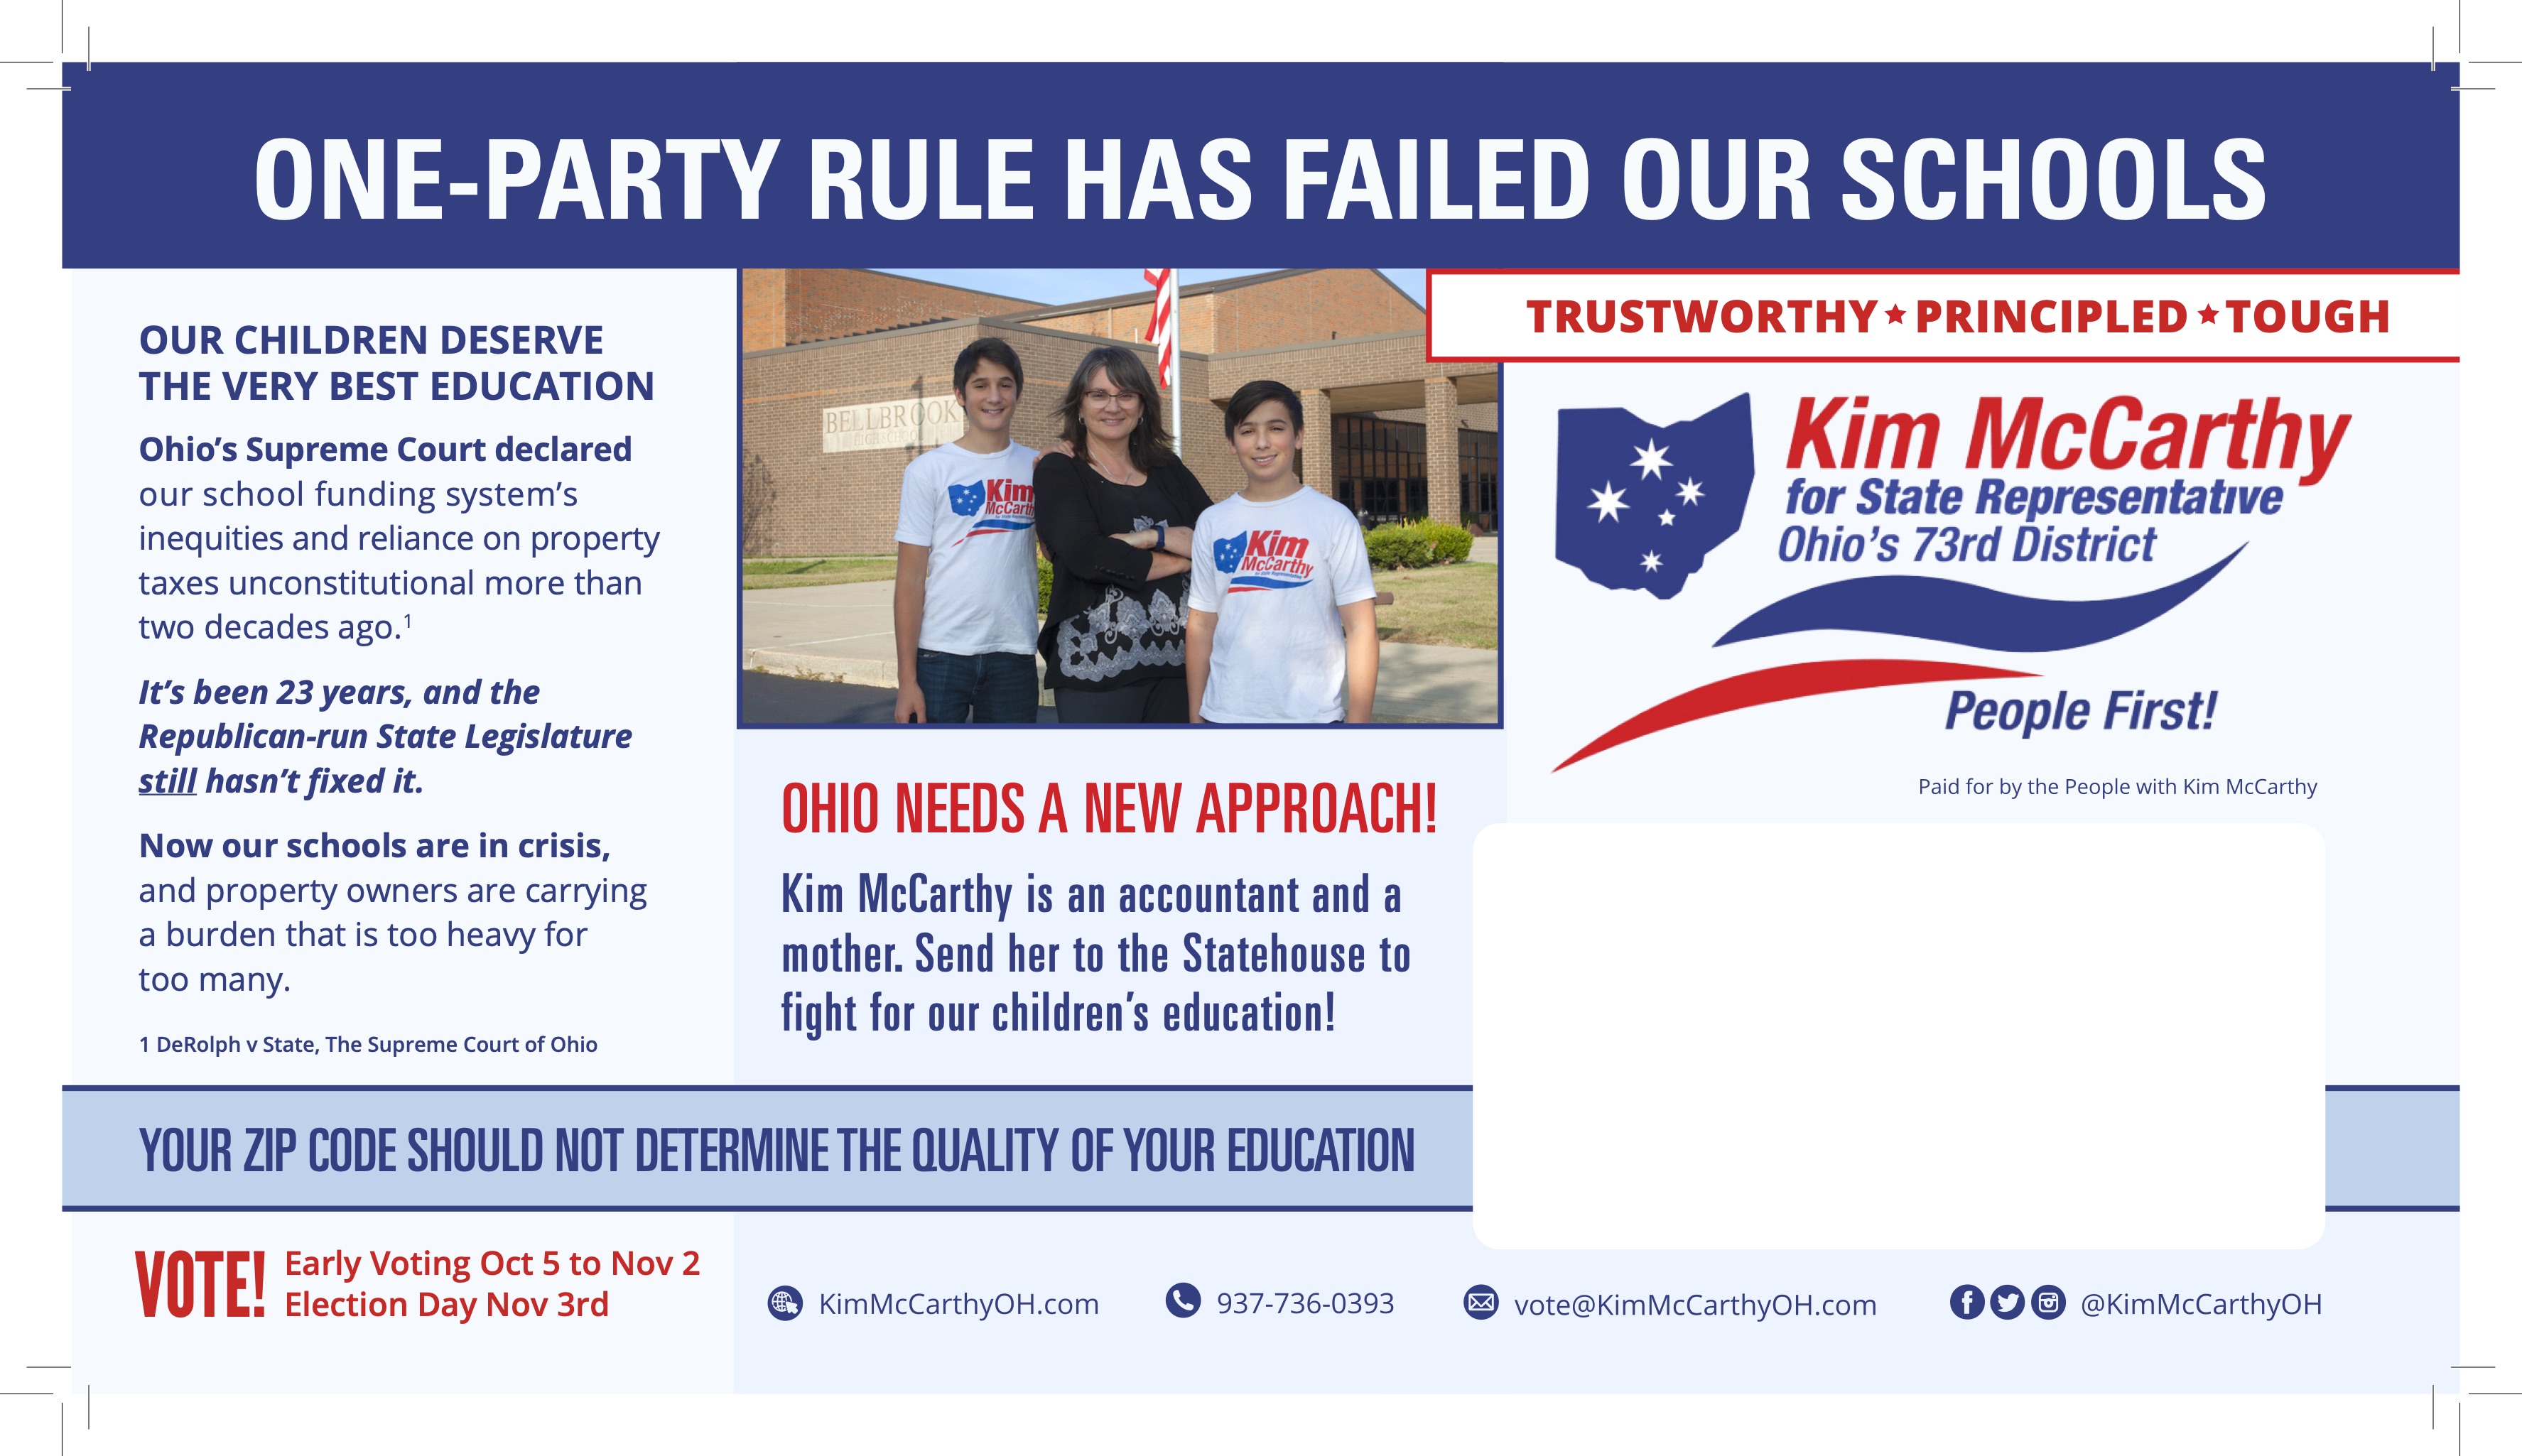 ONE-PARTY RULE HAS FAILED OUR SCHOOLS
OUR CHILDREN DESERVE
THE VERY BEST EDUCATION
Ohio's Supreme Court declared
our school funding system's
inequities and reliance on property
taxes unconstitutional more than
two decades ago.¹
It's been 23 years, and the
Republican-run State Legislature
still hasn't fixed it.
Now our schools are in crisis,
and property owners are carrying
a burden that is too heavy for
too many.
1 DeRolph v State, The Supreme Court of Ohio
BELLBROOK
HIGH SCHOOL
Kim
McCarth
Kim
McCarthy
for State Representative
OHIO NEEDS A NEW APPROACH!
Kim McCarthy is an accountant and a
mother. Send her to the Statehouse to
fight for our children's education!
TRUSTWORTHY ★ PRINCIPLED ★ TOUGH
Kim McCarthy
for State Representative
Ohio's 73rd District
People First!
Paid for by the People with Kim McCarthy
YOUR ZIP CODE SHOULD NOT DETERMINE THE QUALITY OF YOUR EDUCATION
VOTE!
Early Voting Oct 5 to Nov 2
Election Day Nov 3rd
KimMcCarthyOH.com
937-736-0393
vote@KimMcCarthyOH.com
@KimMcCarthyOH